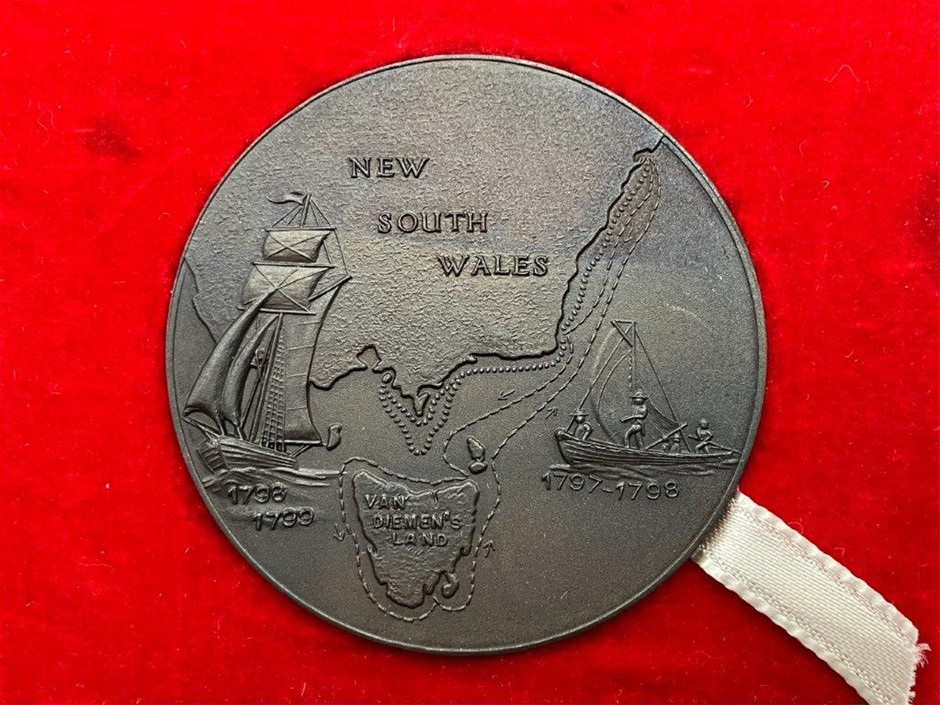 NEW
SOUTH
WALES
1798
1799
1797-1798
VAN
DIEMEN'S
LAND